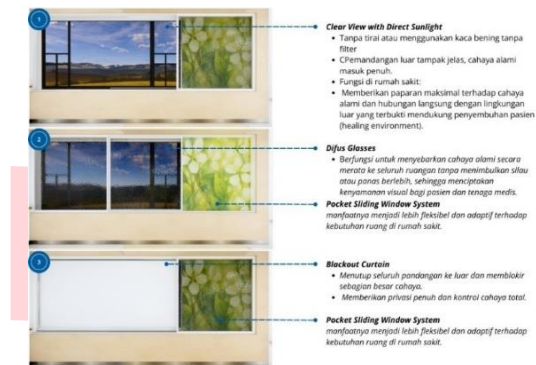 1
Clear View with Direct Sunlight
• Tanpa tirai atau menggunakan kaca bening tanpa
filter
• CPemandangan luar tampak jelas, cahaya alami
masuk penuh.
• Fungsi di rumah sakit:
• Memberikan paparan maksimal terhadap cahaya
alami dan hubungan langsung dengan lingkungan
luar yang terbukti mendukung penyembuhan pasien
(healing environment).
2
Difus Glasses
• Berfungsi untuk menyebarkan cahaya alami secara
merata ke seluruh ruangan tanpa menimbulkan silau
atau panas berlebih, sehingga menciptakan
kenyamanan visual bagi pasien dan tenaga medis.
Pocket Sliding Window System
manfaatnya menjadi lebih fleksibel dan adaptif terhadap
kebutuhan ruang di rumah sakit.
3
Blackout Curtain
• Menutup seluruh pandangan ke luar dan memblokir
sebagian besar cahaya.
• Memberikan privasi penuh dan kontrol cahaya total.
Pocket Sliding Window System
manfaatnya menjadi lebih fleksibel dan adaptif terhadap
kebutuhan ruang di rumah sakit.